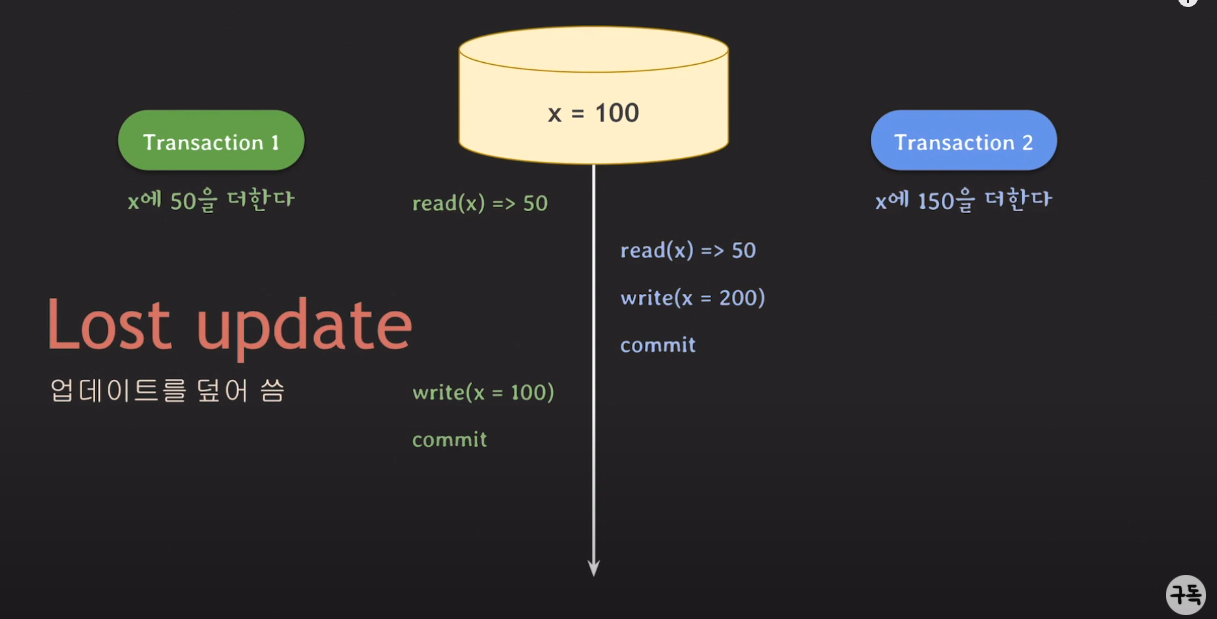 x = 100
Transaction 1
x에 50을 더한다
Transaction 2
x에 150을 더한다
read(x) => 50
read(x) => 50
write(x = 200)
commit
Lost update
업데이트를 덮어 씀
write(x = 100)
commit
구독